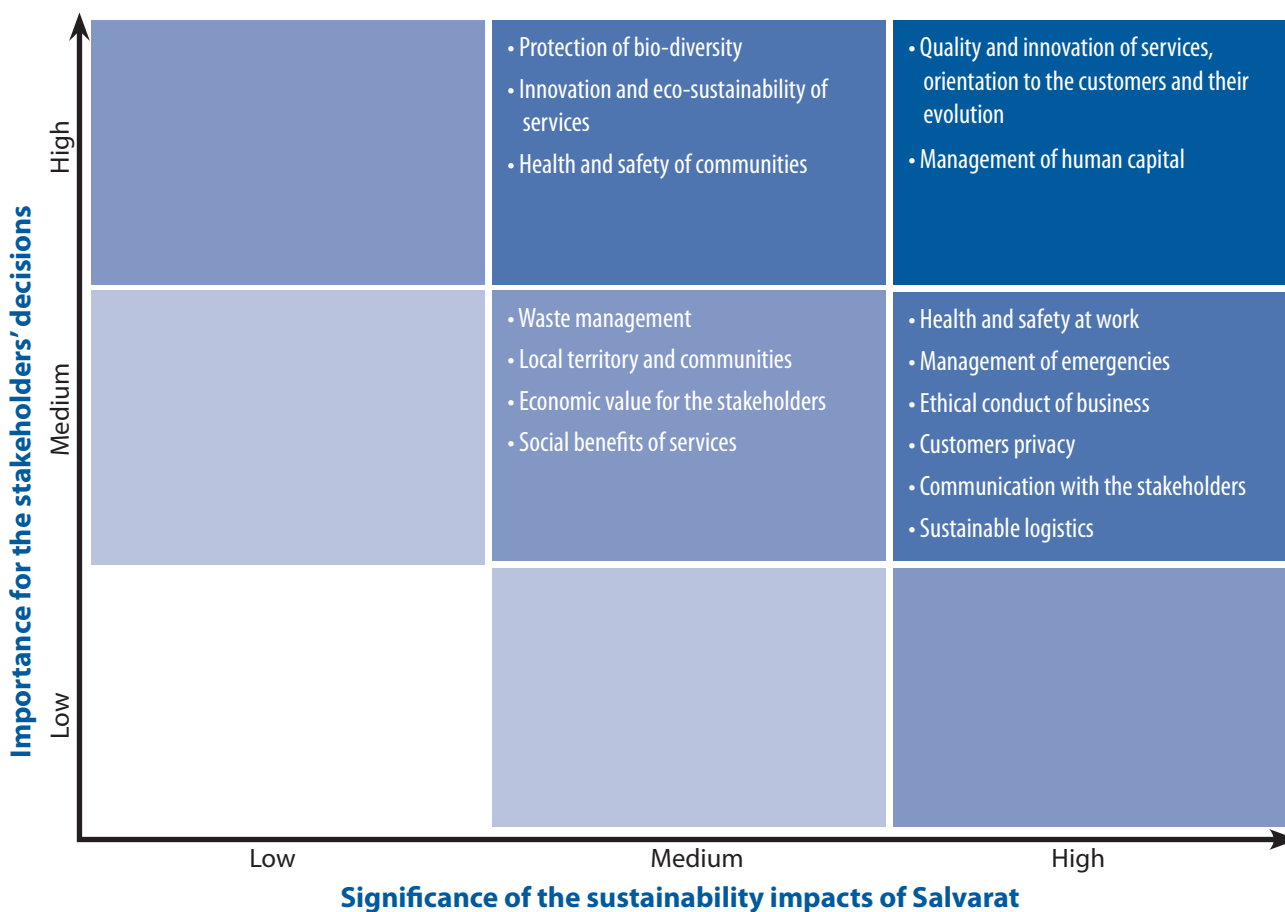 Importance for the stakeholders' decisions
High
• Protection of bio-diversity
• Innovation and eco-sustainability of
services
• Health and safety of communities
• Quality and innovation of services,
orientation to the customers and their
evolution
• Management of human capital
Medium
• Waste management
• Local territory and communities
• Economic value for the stakeholders
• Social benefits of services
• Health and safety at work
• Management of emergencies
• Ethical conduct of business
• Customers privacy
• Communication with the stakeholders
• Sustainable logistics
Low
Low
Medium
High
Significance of the sustainability impacts of Salvarat